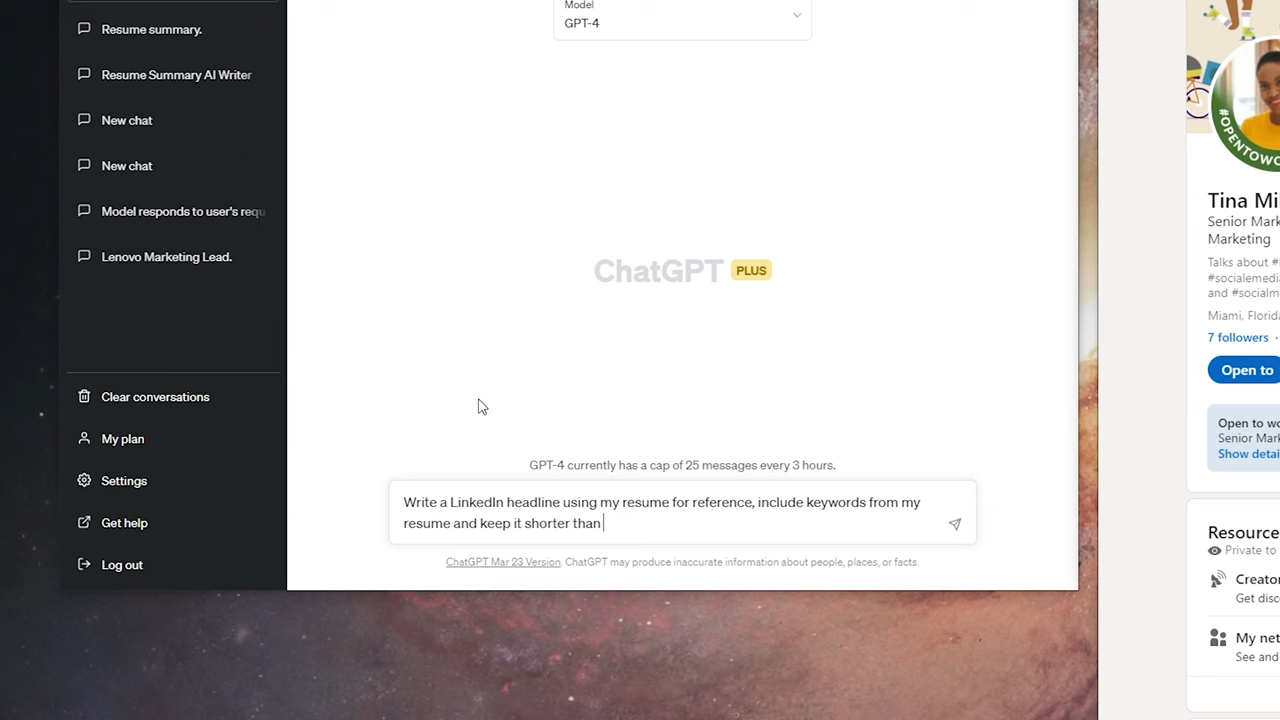 Model
GPT-4
Resume summary.
Resume Summary AI Writer
New chat
New chat
Model responds to user's requ
Lenovo Marketing Lead.
ChatGPT PLUS
Clear conversations
My plan
Settings
Get help
Log out
GPT-4 currently has a cap of 25 messages every 3 hours.
Write a LinkedIn headline using my resume for reference, include keywords from my
resume and keep it shorter than
ChatGPT Mar 23 Version. ChatGPT may produce inaccurate information about people, places, or facts.
#OPENTOWO
Tina Mi
Senior Mark
Marketing
Talks about #
#socialemedia
and #socialm
Miami, Florida
7 followers ·
Open to
Open to wo
Senior Mark
Show detai
Resource
Private to
Creator
Get disc
My net
See and